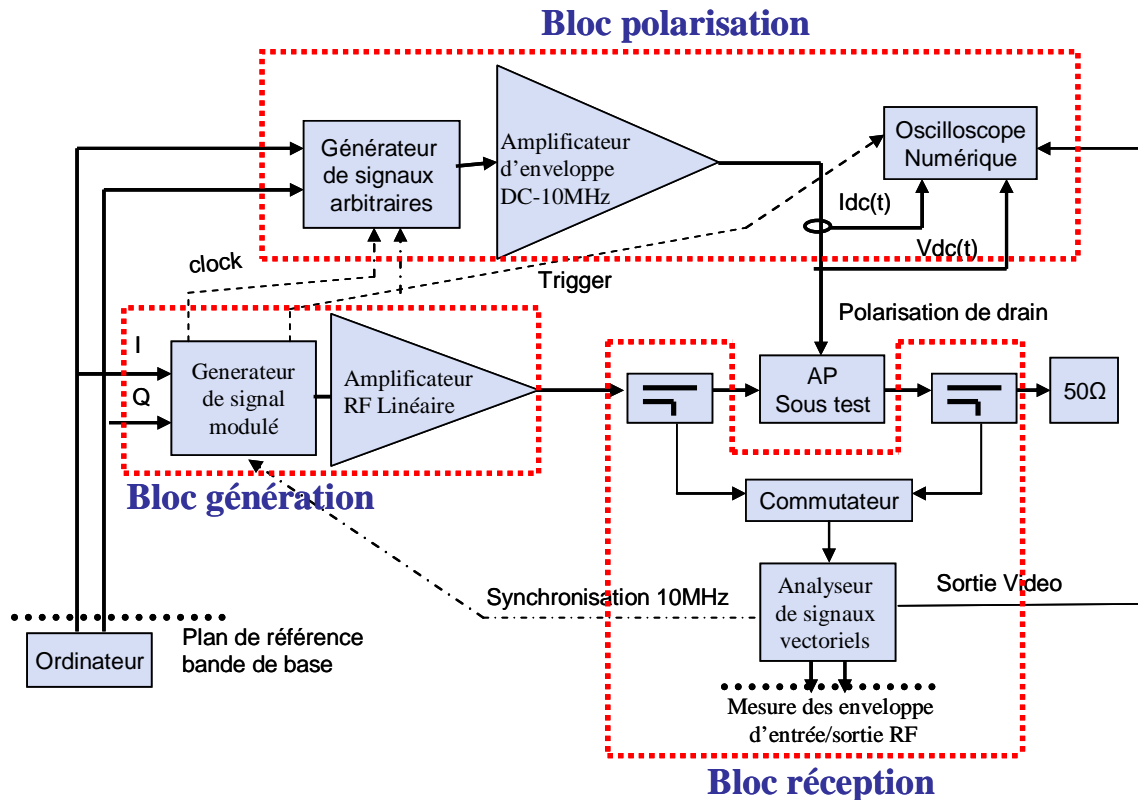 Bloc polarisation
Générateur
de signaux
arbitraires
Amplificateur
d'enveloppe
DC-10MHz
Oscilloscope
Numérique
Idc(t)
Vdc(t)
clock
Trigger
Polarisation de drain
I
Q
Generateur
de signal
modulé
Amplificateur
RF Linéaire
AP
Sous test
50Ω
Bloc génération
Commutateur
Synchronisation 10MHz
Analyseur
de signaux
vectoriels
Sortie Video
Plan de référence
bande de base
Ordinateur
Mesure des enveloppe
d'entrée/sortie RF
Bloc réception